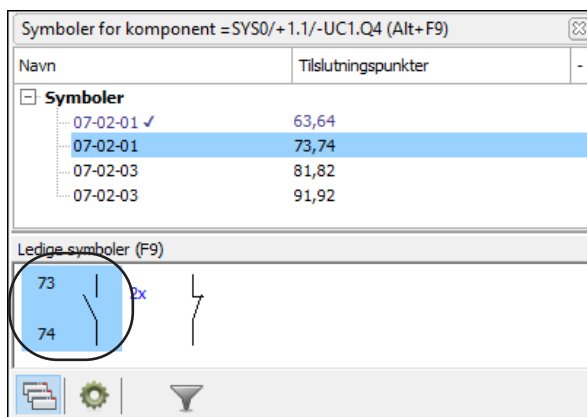 Symboler for komponent =SYS0/+1.1/-UC1.Q4 (Alt+F9)
Navn Tilslutningspunkter -
Symboler
07-02-01 ✓ 63,64
07-02-01 73,74
07-02-03 81,82
07-02-03 91,92
Ledige symboler (F9)
73
2x
74